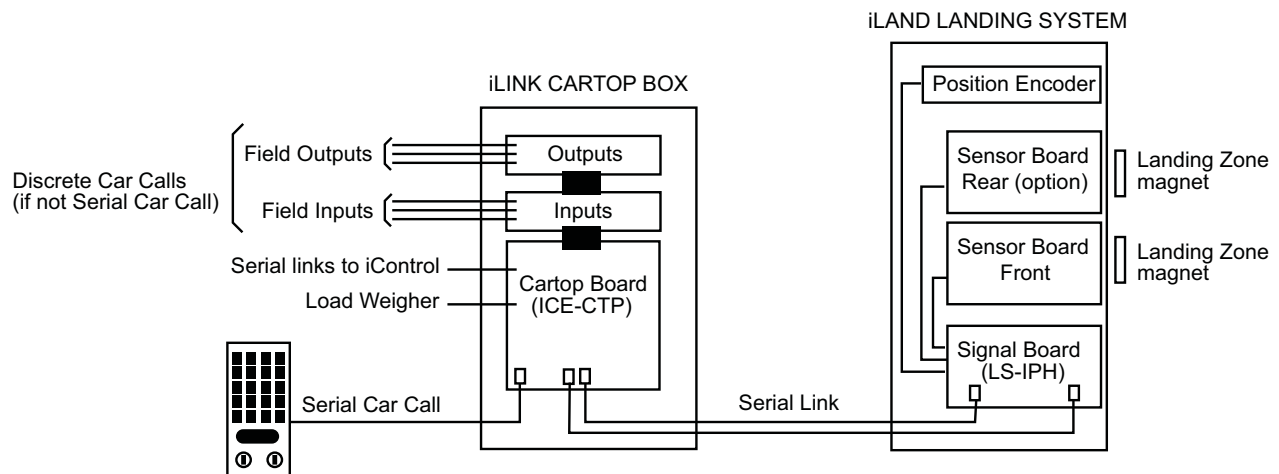 iLAND LANDING SYSTEM
iLINK CARTOP BOX
Position Encoder
Field Outputs
Outputs
Sensor Board
Rear (option)
Landing Zone
magnet
Discrete Car Calls
(if not Serial Car Call)
Field Inputs
Inputs
Sensor Board
Front
Landing Zone
magnet
Serial links to iControl
Load Weigher
Cartop Board
(ICE-CTP)
Signal Board
(LS-IPH)
Serial Car Call
Serial Link